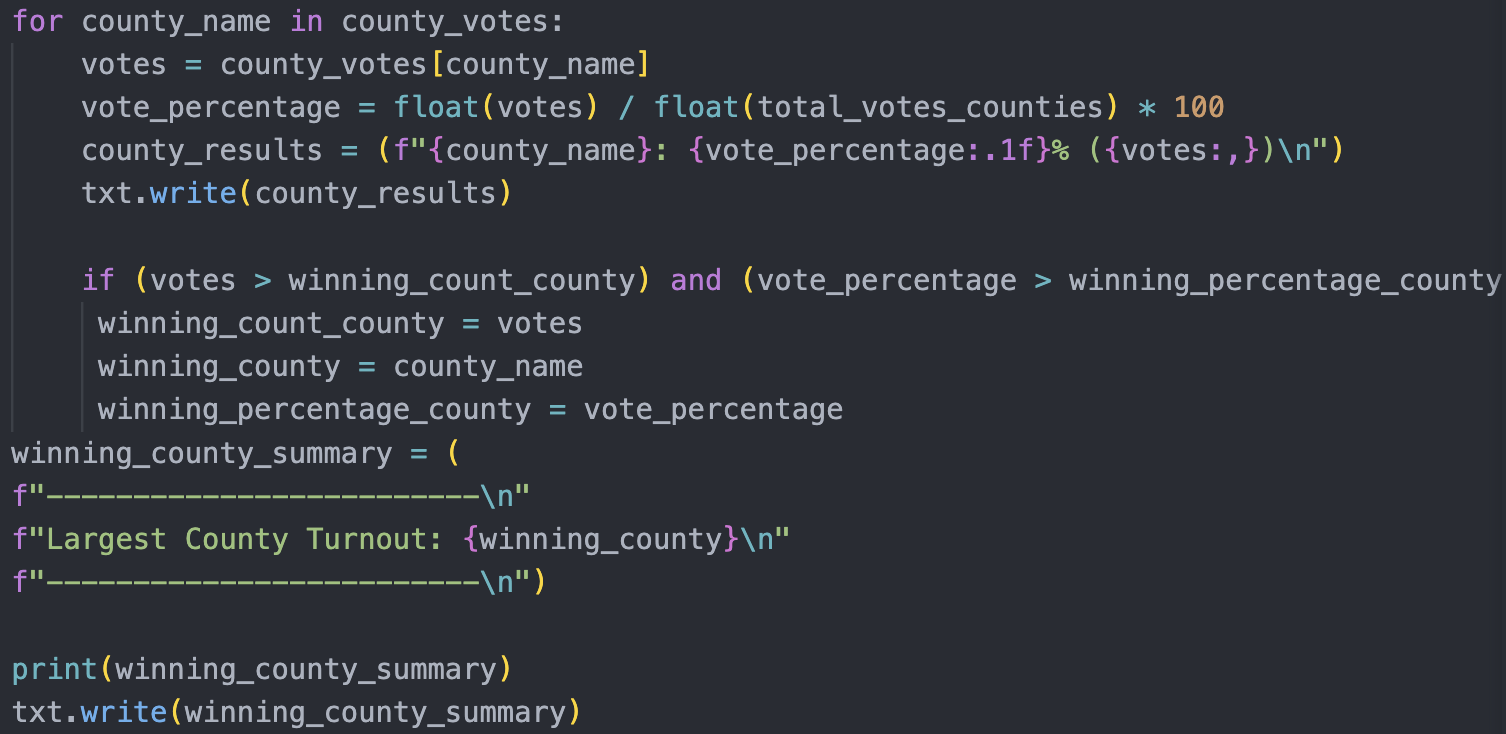 for county_name in county_votes:
    votes = county_votes[county_name]
    vote_percentage = float(votes) / float(total_votes_counties) * 100
    county_results = (f"{county_name}: {vote_percentage:.1f}% ({votes:,})\n")
    txt.write(county_results)

    if (votes > winning_count_county) and (vote_percentage > winning_percentage_county
     winning_count_county = votes
     winning_county = county_name
     winning_percentage_county = vote_percentage
winning_county_summary = (
f"-------------------------\n"
f"Largest County Turnout: {winning_county}\n"
f"-------------------------\n")

print(winning_county_summary)
txt.write(winning_county_summary)